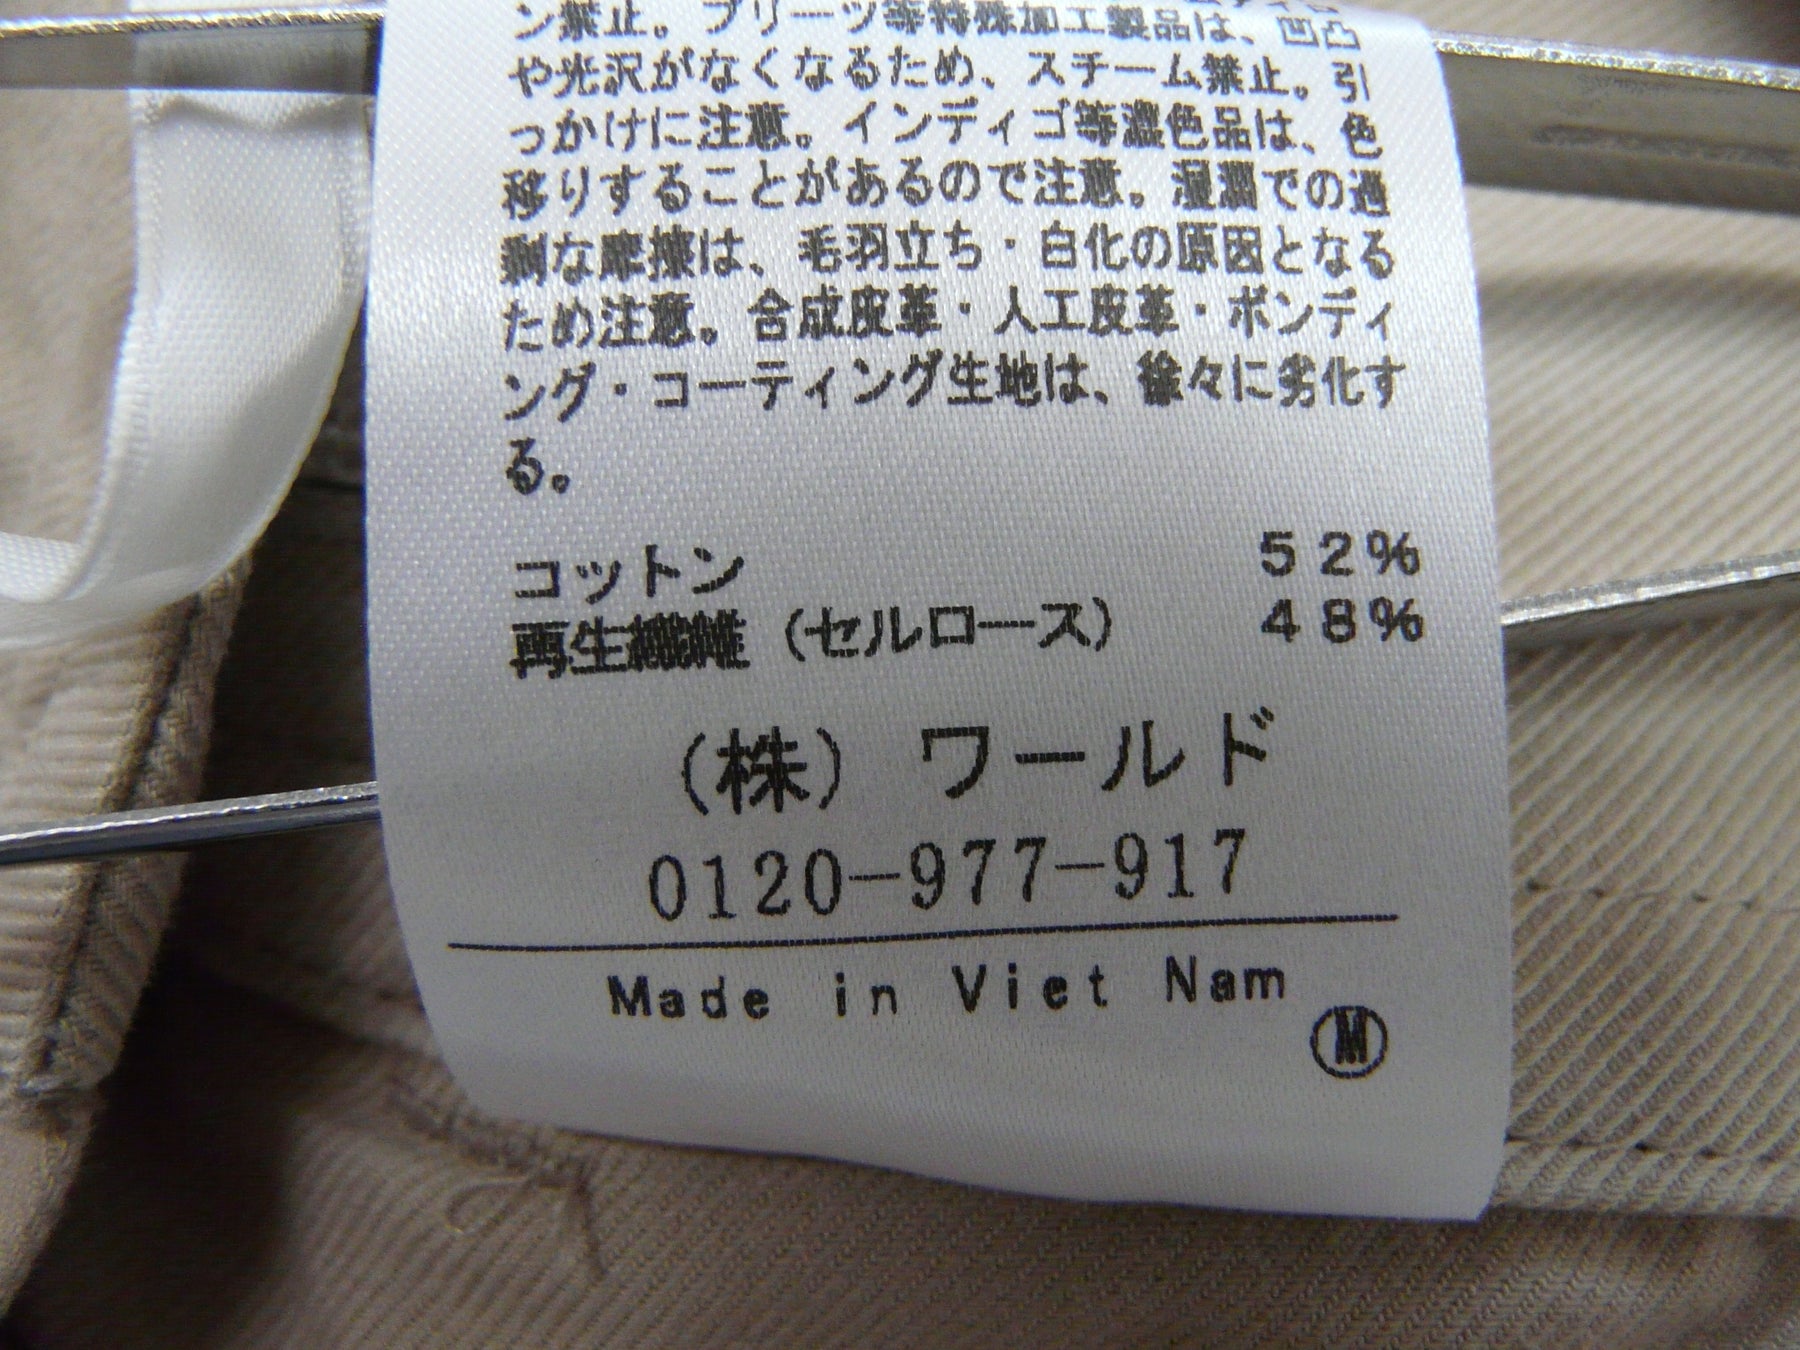 ン禁止。プリーツ等特殊加工製品は、凹凸
や光沢がなくなるため、スチーム禁止。引
っかけに注意。インディゴ等濃色品は、色
移りすることがあるので注意。湿潤での過
剰な摩擦は、毛羽立ち・白化の原因となる
ため注意。合成皮革・人工皮革・ボンディ
ング・コーティング生地は、徐々に劣化す
る。
コットン 52%
再生繊維(セルロース) 48%
(株) ワールド
0120-977-917
Made in Viet Nam
Ⓜ